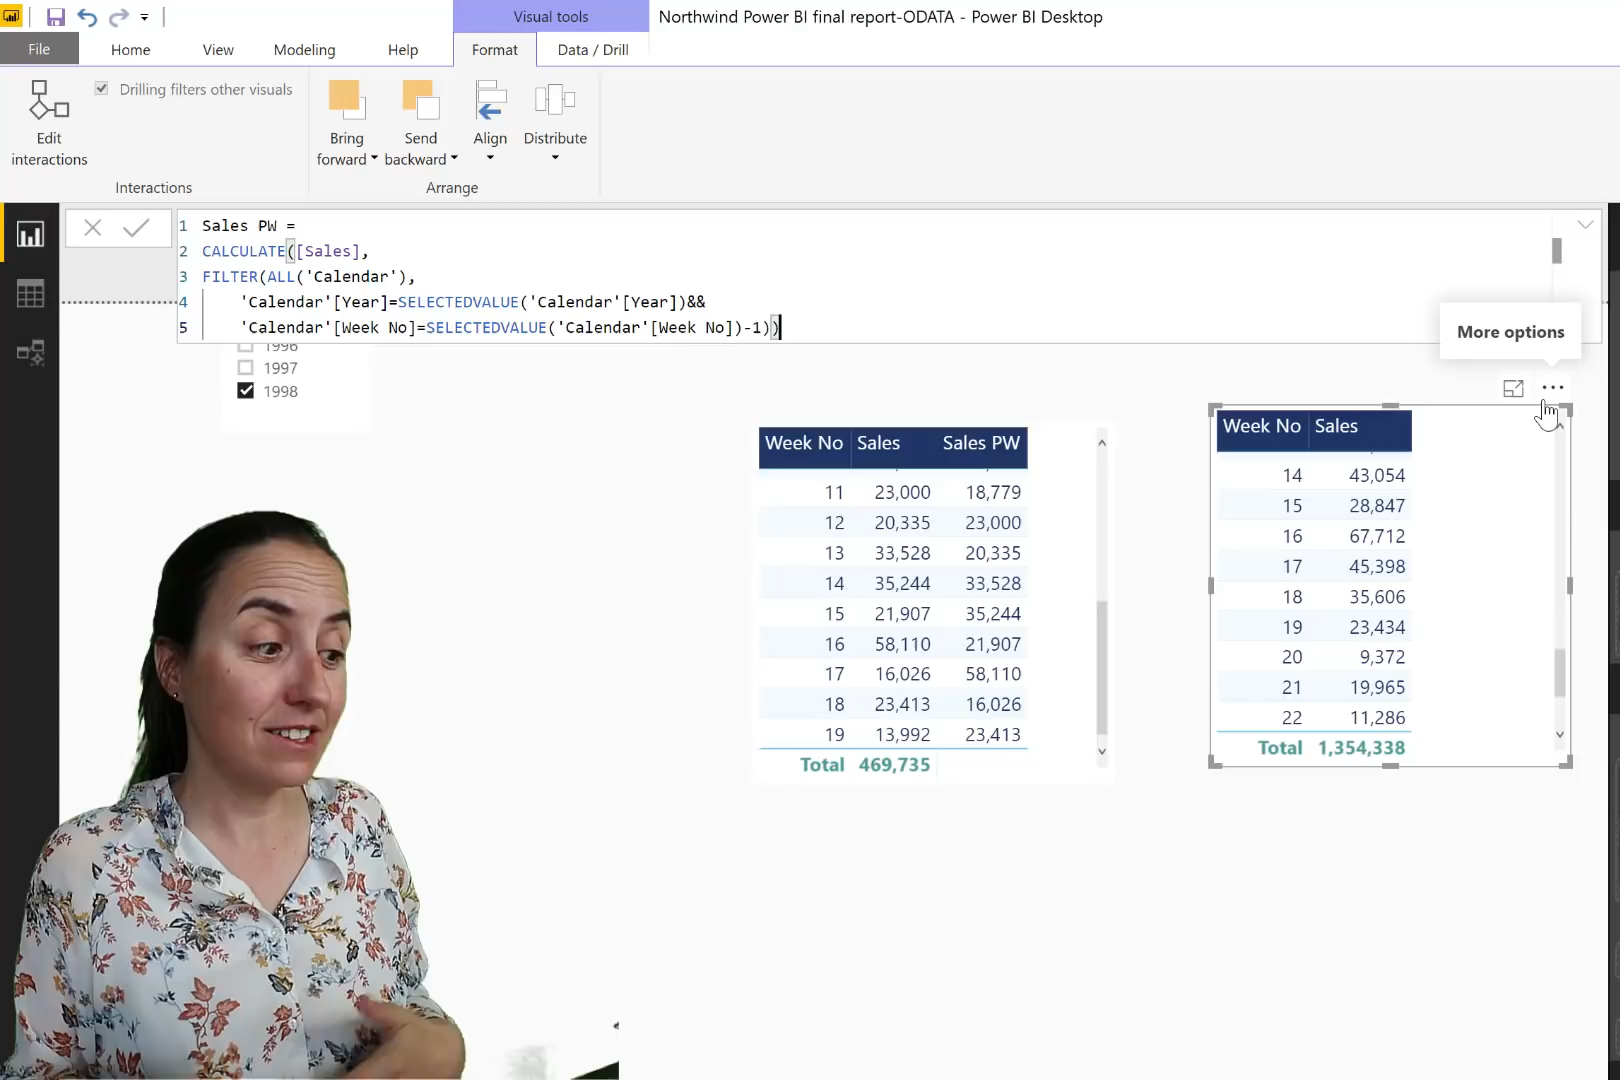 Visual tools
Northwind Power BI final report-ODATA - Power BI Desktop
File
Home
View
Modeling
Help
Format
Data / Drill
Edit
interactions
Drilling filters other visuals
Bring
forward
Send
backward
Align
Distribute
Interactions
Arrange
1 Sales PW =
2 CALCULATE([Sales],
3 FILTER(ALL('Calendar'),
4 'Calendar'[Year]=SELECTEDVALUE('Calendar'[Year])&&
5 'Calendar'[Week No]=SELECTEDVALUE('Calendar'[Week No])-1))
More options
1996
1997
1998
Week No Sales Sales PW
11 23,000 18,779
12 20,335 23,000
13 33,528 20,335
14 35,244 33,528
15 21,907 35,244
16 58,110 21,907
17 16,026 58,110
18 23,413 16,026
19 13,992 23,413
Total 469,735
Week No Sales
14 43,054
15 28,847
16 67,712
17 45,398
18 35,606
19 23,434
20 9,372
21 19,965
22 11,286
Total 1,354,338